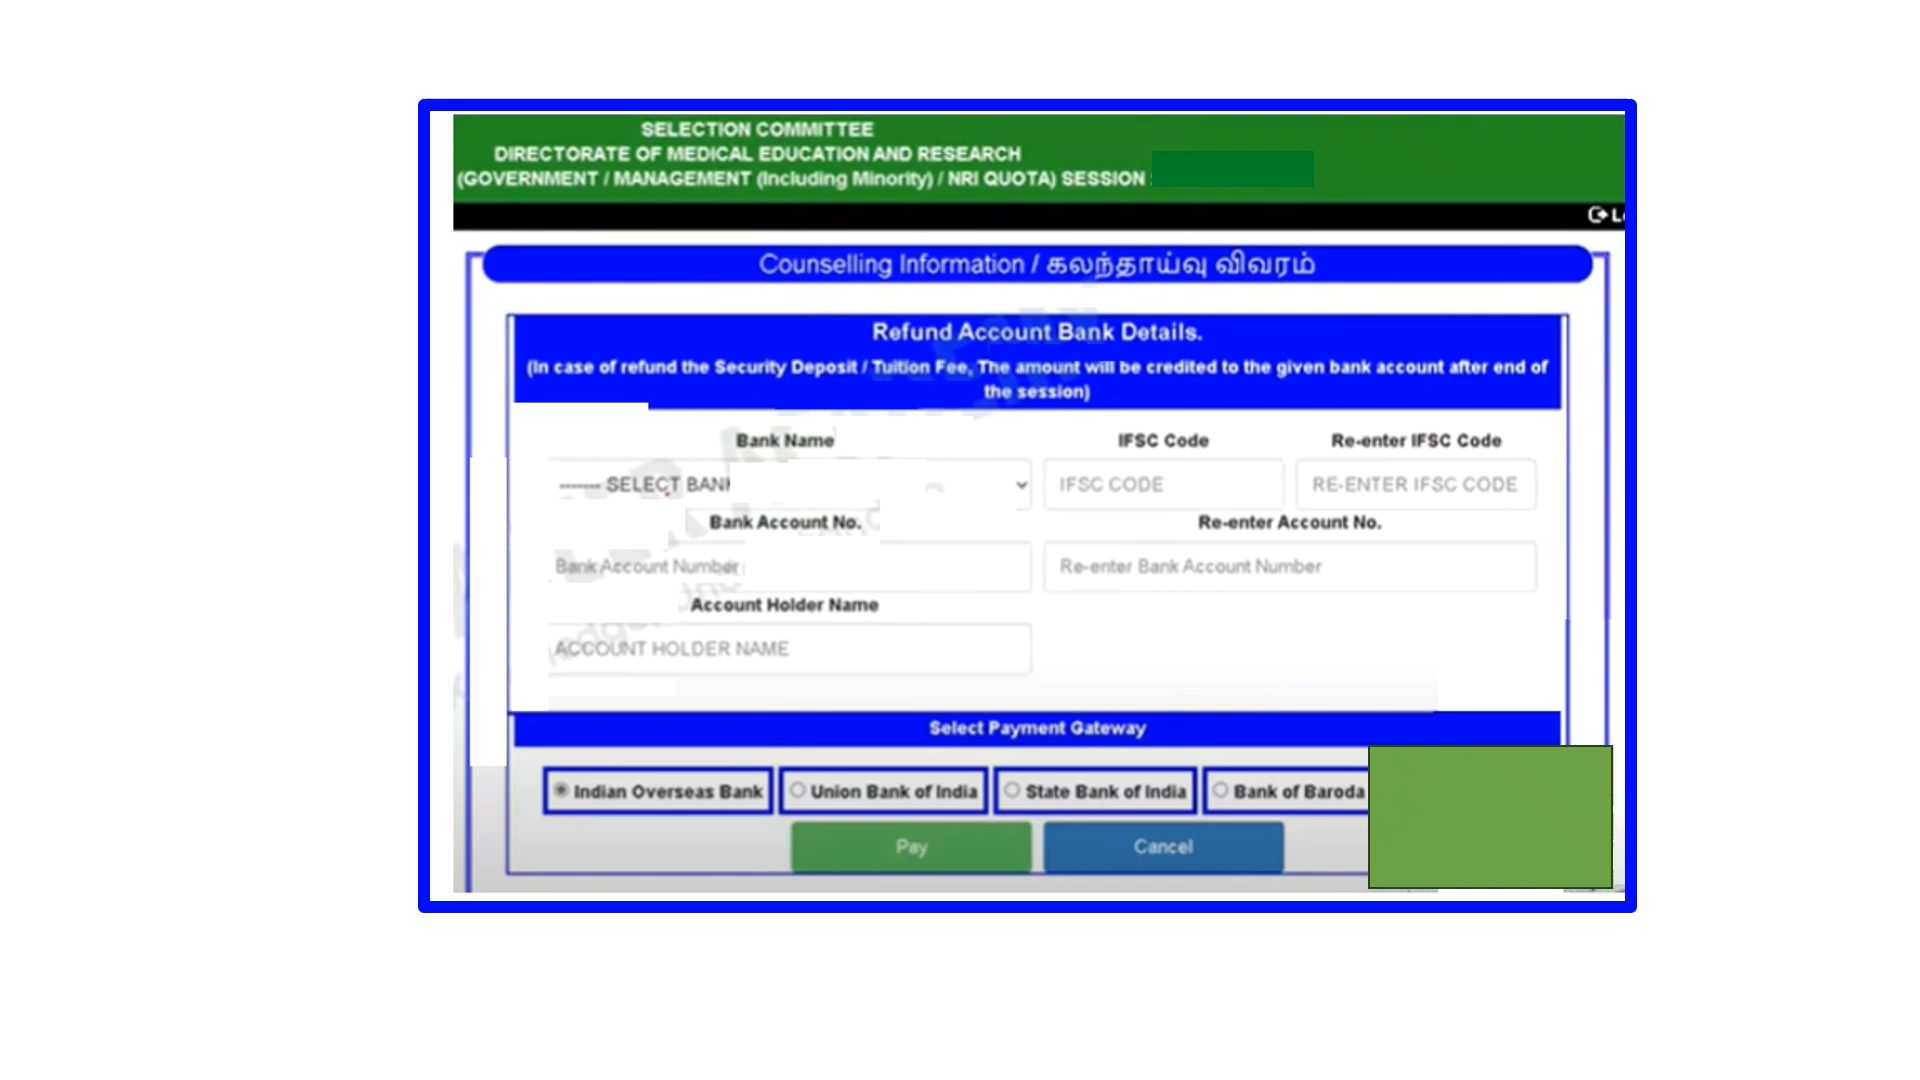 SELECTION COMMITTEE
DIRECTORATE OF MEDICAL EDUCATION AND RESEARCH
(GOVERNMENT / MANAGEMENT (Including Minority) / NRI QUOTA) SESSION
Counselling Information / கலந்தாய்வு விவரம்
Refund Account Bank Details.
(In case of refund the Security Deposit / Tuition Fee, The amount will be credited to the given bank account after end of
the session)
Bank Name IFSC Code Re-enter IFSC Code
------- SELECT BANK IFSC CODE RE-ENTER IFSC CODE
Bank Account No. Re-enter Account No.
Bank Account Number Re-enter Bank Account Number
Account Holder Name
ACCOUNT HOLDER NAME
Select Payment Gateway
Indian Overseas Bank Union Bank of India State Bank of India Bank of Baroda
Pay Cancel